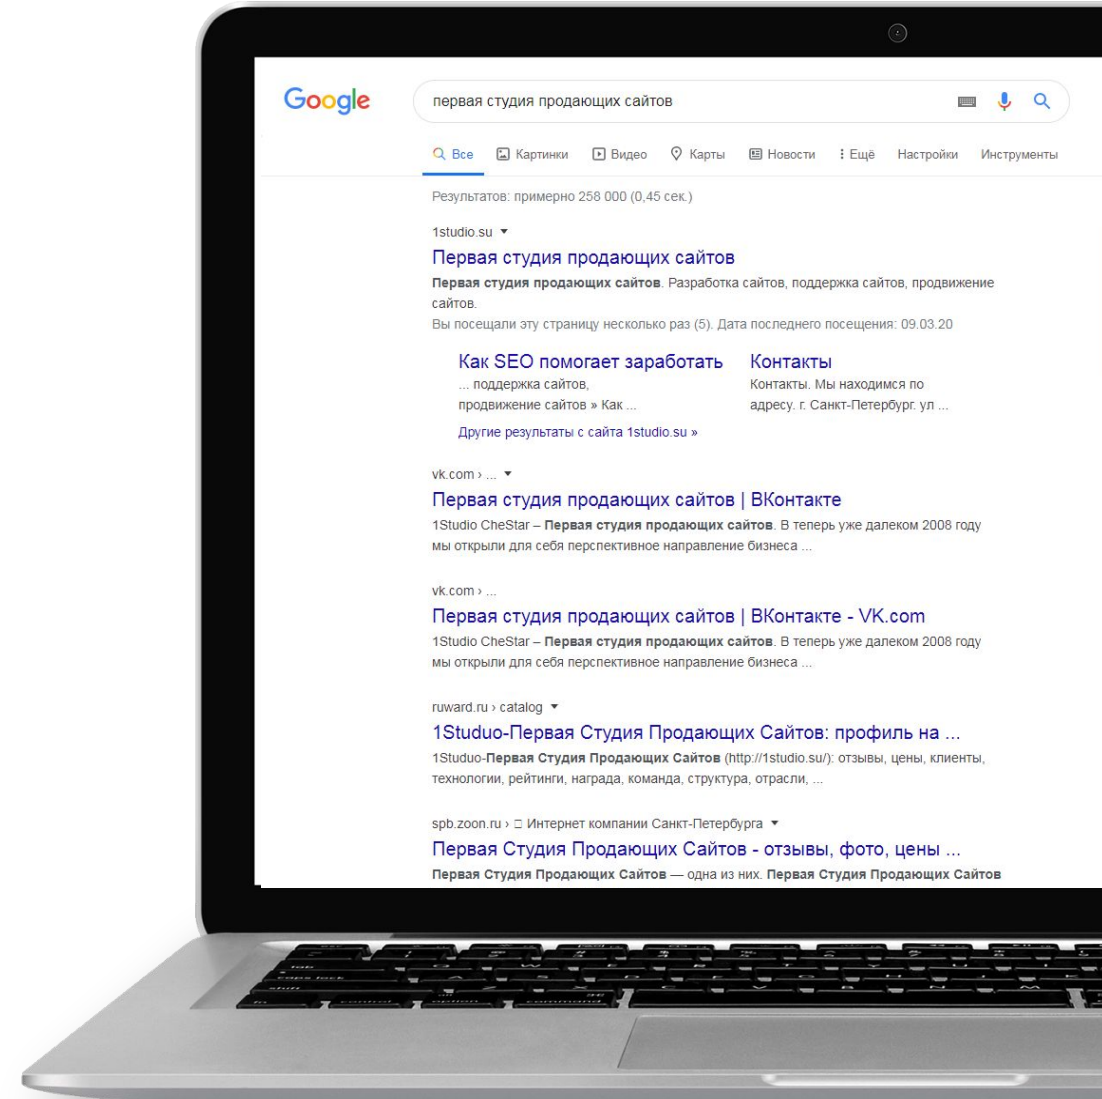 Google
первая студия продающих сайтов
Все Картинки Видео Карты Новости Ещё Настройки Инструменты
Результатов: примерно 258 000 (0,45 сек.)
1studio.su
Первая студия продающих сайтов
Первая студия продающих сайтов. Разработка сайтов, поддержка сайтов, продвижение
сайтов.
Вы посещали эту страницу несколько раз (5). Дата последнего посещения: 09.03.20
Как SEO помогает заработать
... поддержка сайтов,
продвижение сайтов » Как ...
Контакты
Контакты. Мы находимся по
адресу. г. Санкт-Петербург. ул ...
Другие результаты с сайта 1studio.su »
vk.com › ...
Первая студия продающих сайтов | ВКонтакте
1Studio CheStar – Первая студия продающих сайтов. В теперь уже далеком 2008 году
мы открыли для себя перспективное направление бизнеса ...
vk.com › ...
Первая студия продающих сайтов | ВКонтакте - VK.com
1Studio CheStar – Первая студия продающих сайтов. В теперь уже далеком 2008 году
мы открыли для себя перспективное направление бизнеса ...
ruward.ru › catalog
1Studuo-Первая Студия Продающих Сайтов: профиль на ...
1Studuo-Первая Студия Продающих Сайтов (http://1studio.su/): отзывы, цены, клиенты,
технологии, рейтинги, награда, команда, структура, отрасли, ...
spb.zoon.ru › Интернет компании Санкт-Петербурга
Первая Студия Продающих Сайтов - отзывы, фото, цены ...
Первая Студия Продающих Сайтов — одна из них. Первая Студия Продающих Сайтов
tab
caps lock A S D F G H J K
shift Z X C V B N M
fn control option command